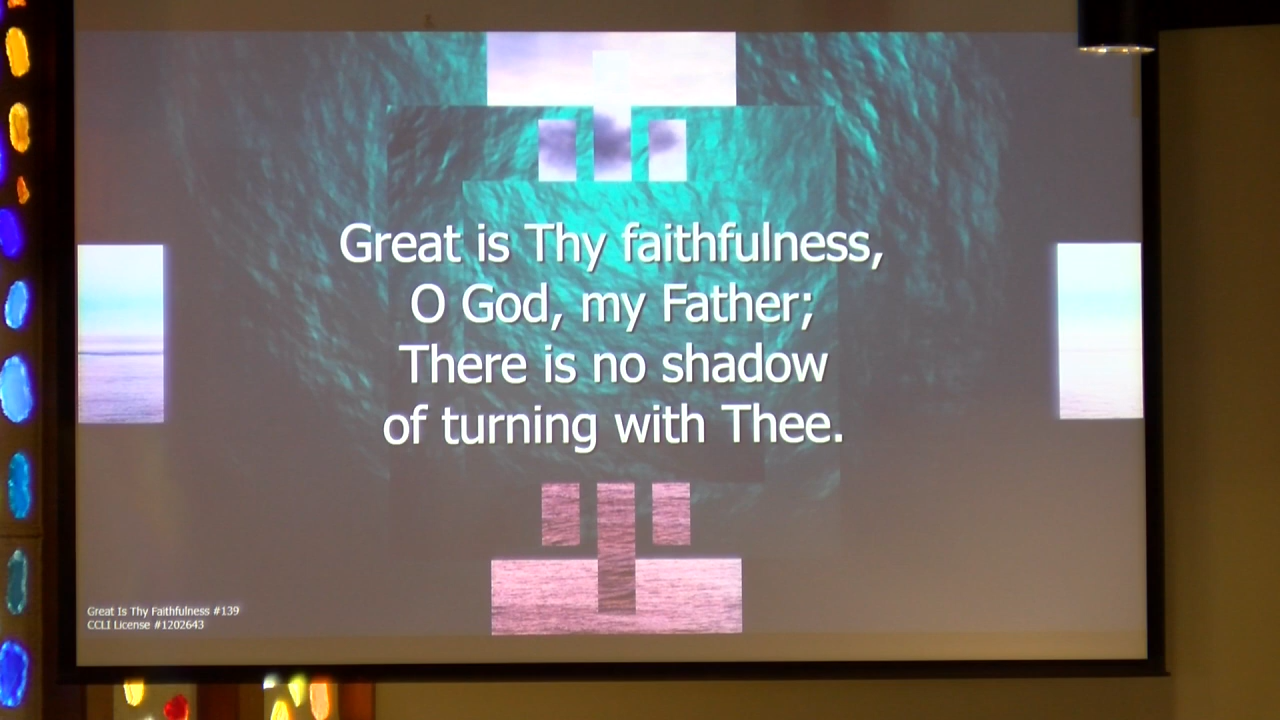 Great is Thy faithfulness,
O God, my Father;
There is no shadow
of turning with Thee.
Great Is Thy Faithfulness #139
CCLI License #1202643